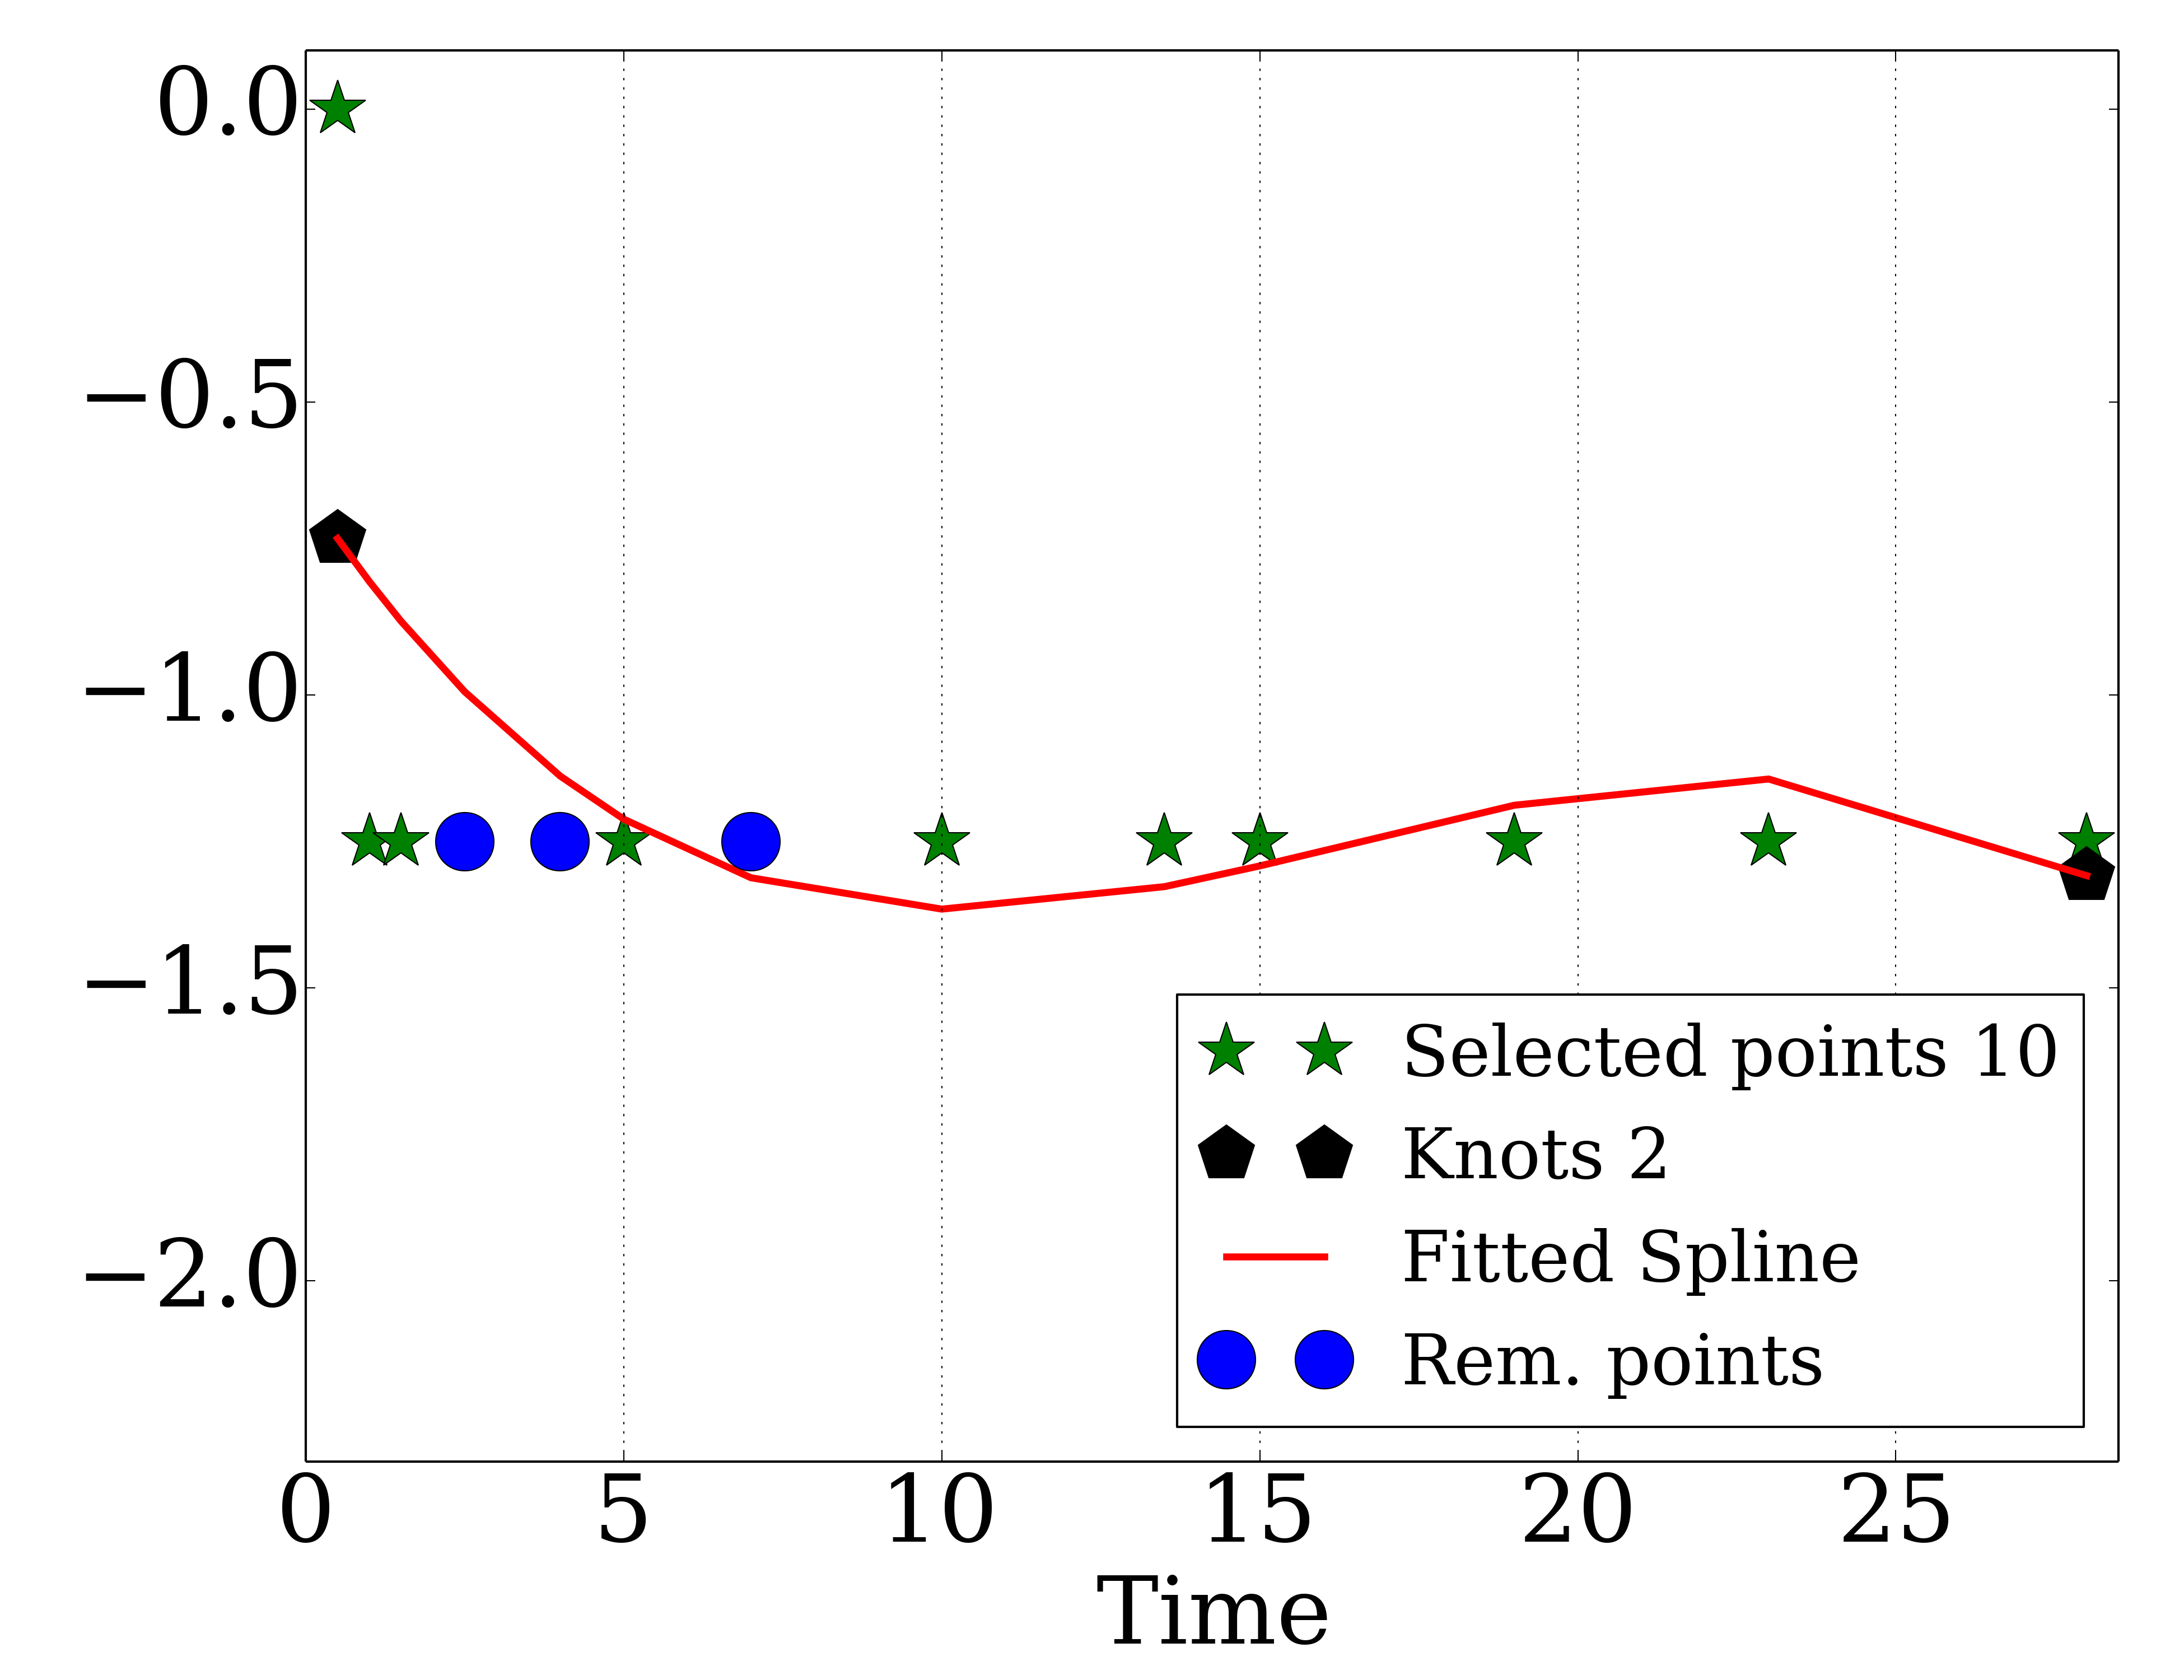 0.0
−0.5
−1.0
−1.5
−2.0
Selected points 10
Knots 2
Fitted Spline
Rem. points
0 5 10 15 20 25
Time